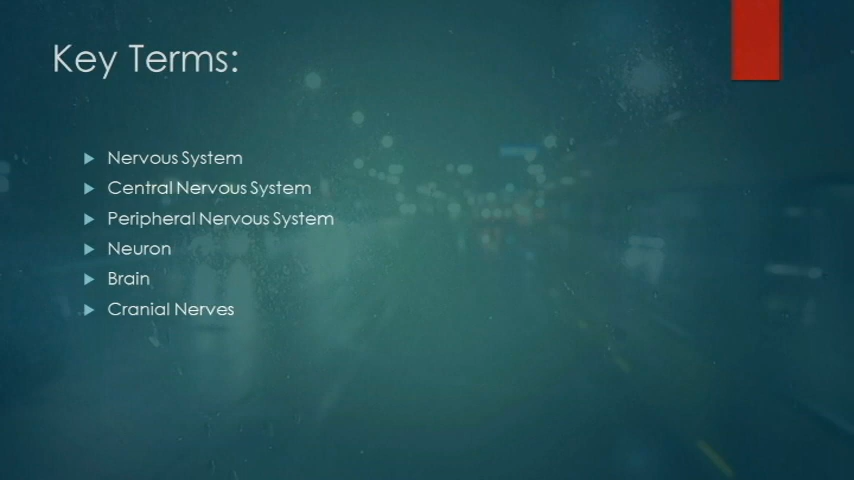 Key Terms:
Nervous System
Central Nervous System
Peripheral Nervous System
Neuron
Brain
Cranial Nerves